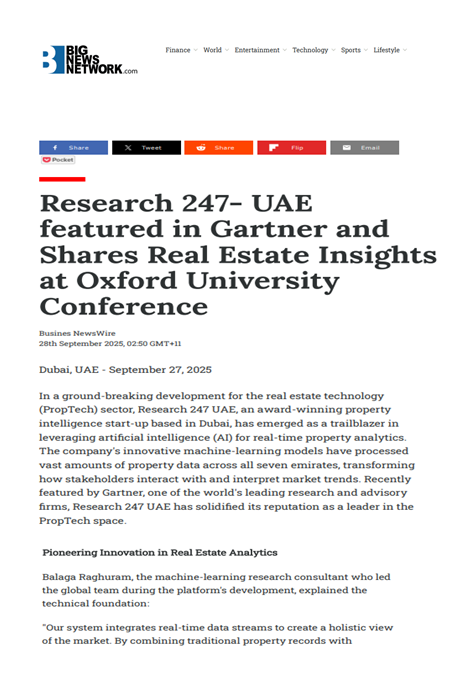 BIG
NEWS
NETWORK.com
Finance World Entertainment Technology Sports Lifestyle
Share Tweet Share Flip Email
Pocket
Research 247– UAE
featured in Gartner and
Shares Real Estate Insights
at Oxford University
Conference
Busines NewsWire
28th September 2025, 02:50 GMT+11
Dubai, UAE - September 27, 2025
In a ground-breaking development for the real estate technology
(PropTech) sector, Research 247 UAE, an award-winning property
intelligence start-up based in Dubai, has emerged as a trailblazer in
leveraging artificial intelligence (AI) for real-time property analytics.
The company's innovative machine-learning models have processed
vast amounts of property data across all seven emirates, transforming
how stakeholders interact with and interpret market trends. Recently
featured by Gartner, one of the world's leading research and advisory
firms, Research 247 UAE has solidified its reputation as a leader in the
PropTech space.
Pioneering Innovation in Real Estate Analytics
Balaga Raghuram, the machine-learning research consultant who led
the global team during the platform's development, explained the
technical foundation:
"Our system integrates real-time data streams to create a holistic view
of the market. By combining traditional property records with